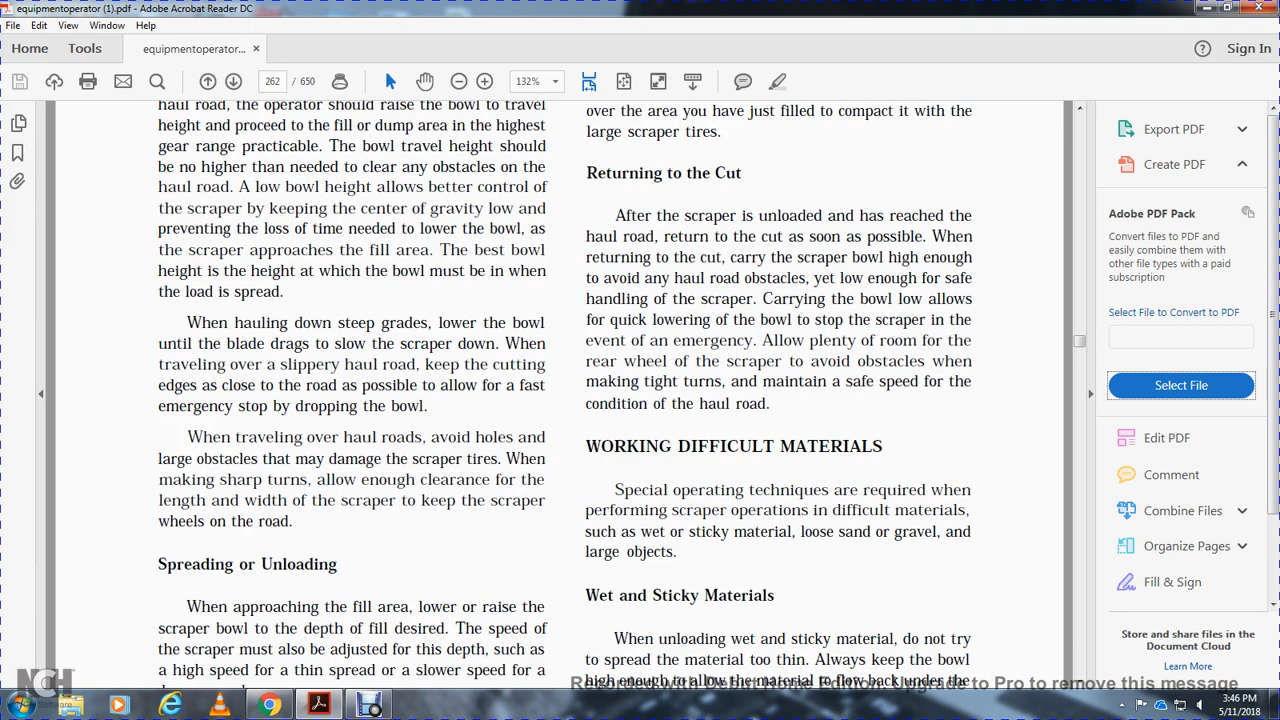 equipmentoperator (1).pdf - Adobe Acrobat Reader DC
File Edit View Window Help
Home Tools equipmentoperator... × Sign In
262 / 650 132%
haul road, the operator should raise the bowl to travel
height and proceed to the fill or dump area in the highest
gear range practicable. The bowl travel height should
be no higher than needed to clear any obstacles on the
haul road. A low bowl height allows better control of
the scraper by keeping the center of gravity low and
preventing the loss of time needed to lower the bowl, as
the scraper approaches the fill area. The best bowl
height is the height at which the bowl must be in when
the load is spread.
When hauling down steep grades, lower the bowl
until the blade drags to slow the scraper down. When
traveling over a slippery haul road, keep the cutting
edges as close to the road as possible to allow for a fast
emergency stop by dropping the bowl.
When traveling over haul roads, avoid holes and
large obstacles that may damage the scraper tires. When
making sharp turns, allow enough clearance for the
length and width of the scraper to keep the scraper
wheels on the road.
Spreading or Unloading
When approaching the fill area, lower or raise the
scraper bowl to the depth of fill desired. The speed of
the scraper must also be adjusted for this depth, such as
a high speed for a thin spread or a slower speed for a
over the area you have just filled to compact it with the
large scraper tires.
Returning to the Cut
After the scraper is unloaded and has reached the
haul road, return to the cut as soon as possible. When
returning to the cut, carry the scraper bowl high enough
to avoid any haul road obstacles, yet low enough for safe
handling of the scraper. Carrying the bowl low allows
for quick lowering of the bowl to stop the scraper in the
event of an emergency. Allow plenty of room for the
rear wheel of the scraper to avoid obstacles when
making tight turns, and maintain a safe speed for the
condition of the haul road.
WORKING DIFFICULT MATERIALS
Special operating techniques are required when
performing scraper operations in difficult materials,
such as wet or sticky material, loose sand or gravel, and
large objects.
Wet and Sticky Materials
When unloading wet and sticky material, do not try
to spread the material too thin. Always keep the bowl
high enough to allow the material to flow back under the
Export PDF
Create PDF
Adobe PDF Pack
Convert files to PDF and
easily combine them with
other file types with a paid
subscription
Select File to Convert to PDF
Select File
Edit PDF
Comment
Combine Files
Organize Pages
Fill & Sign
Store and share files in the
Document Cloud
Learn More
NCH
Software
Upgrade to Pro to remove this message
3:46 PM
5/11/2018